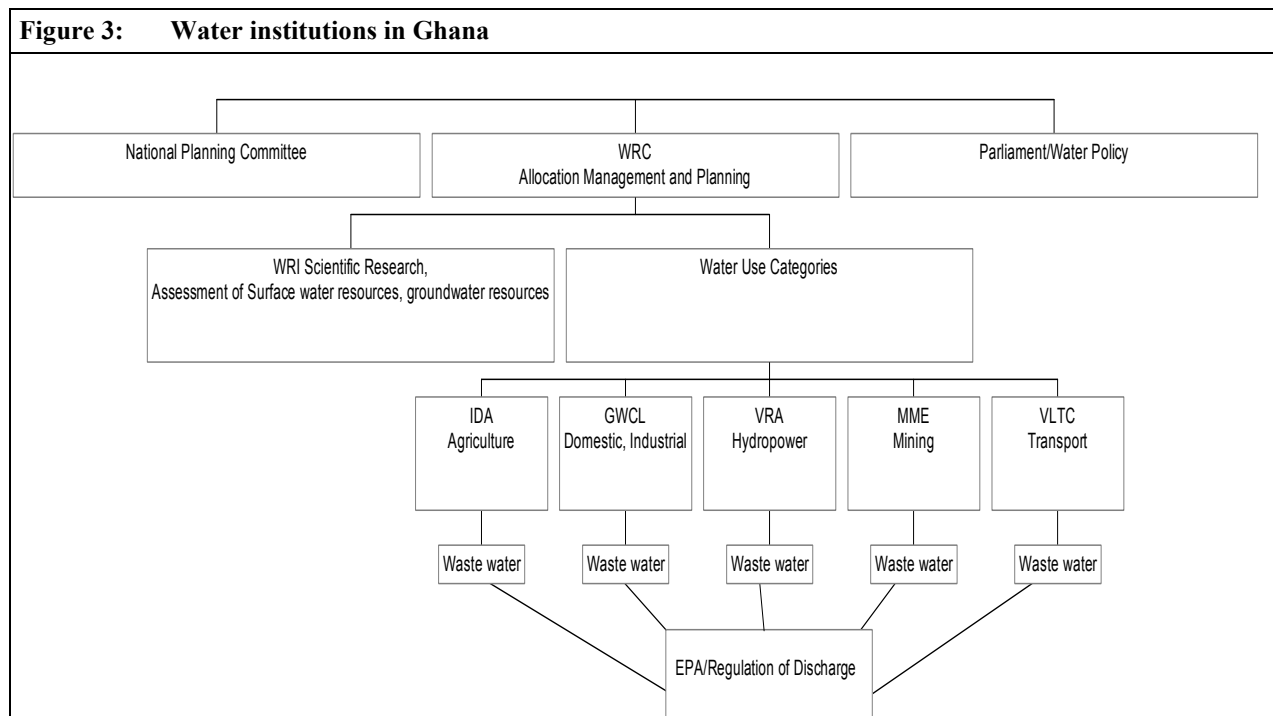 Figure 3: Water institutions in Ghana
National Planning Committee
WRC
Allocation Management and Planning
Parliament/Water Policy
WRI Scientific Research,
Assessment of Surface water resources, groundwater resources
Water Use Categories
IDA
Agriculture
GWCL
Domestic, Industrial
VRA
Hydropower
MME
Mining
VLTC
Transport
Waste water
Waste water
Waste water
Waste water
Waste water
EPA/Regulation of Discharge